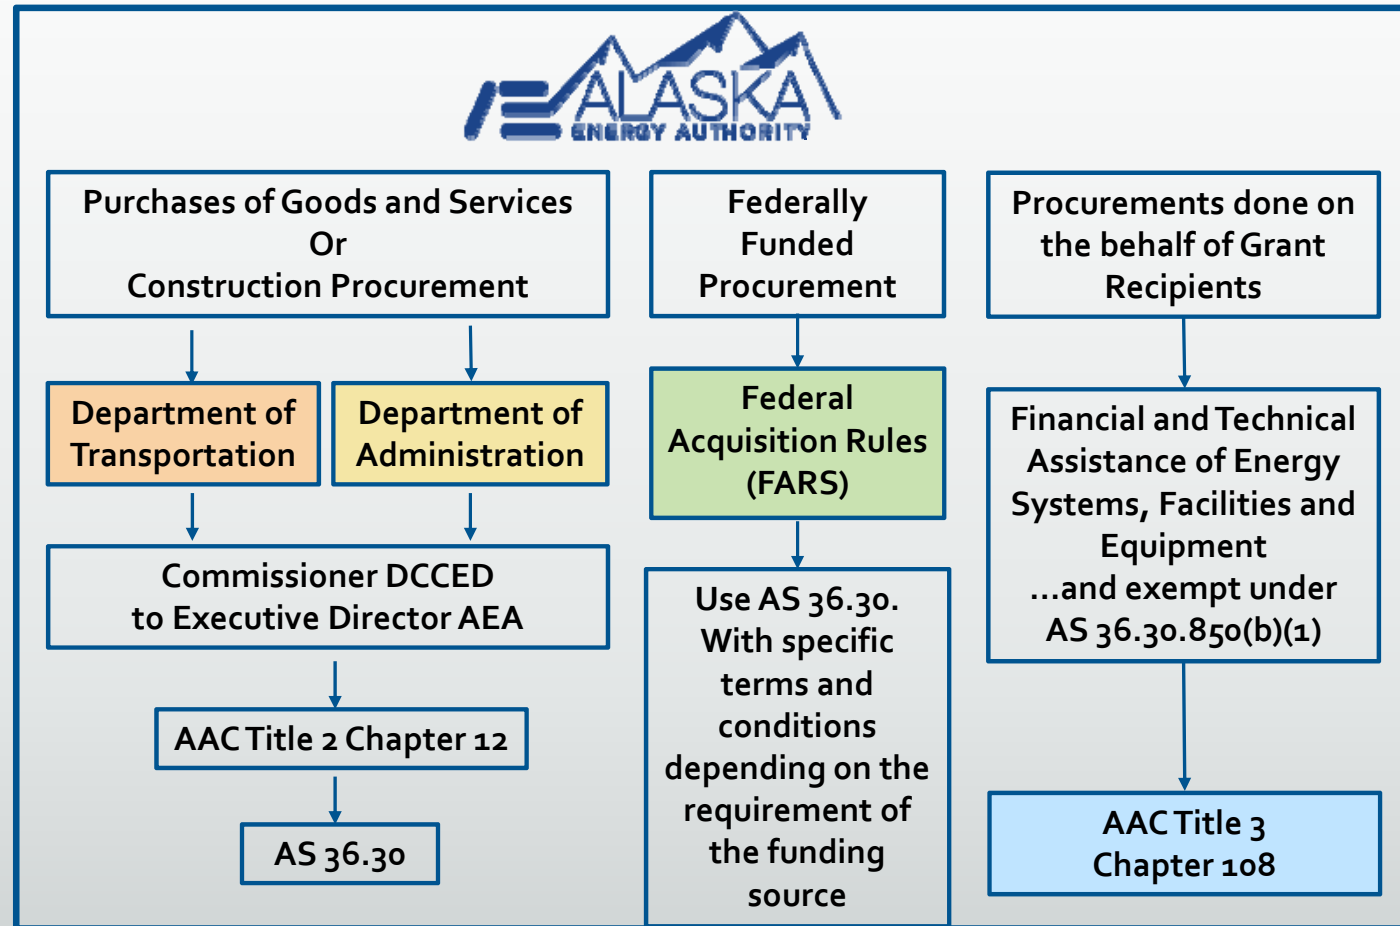 ALASKA
ENERGY AUTHORITY
Purchases of Goods and Services
Or
Construction Procurement
Federally
Funded
Procurement
Procurements done on
the behalf of Grant
Recipients
Department of
Transportation
Department of
Administration
Federal
Acquisition Rules
(FARS)
Financial and Technical
Assistance of Energy
Systems, Facilities and
Equipment
...and exempt under
AS 36.30.850(b)(1)
Commissioner DCCED
to Executive Director AEA
Use AS 36.30.
With specific
terms and
conditions
depending on the
requirement of
the funding
source
AAC Title 2 Chapter 12
AS 36.30
AAC Title 3
Chapter 108